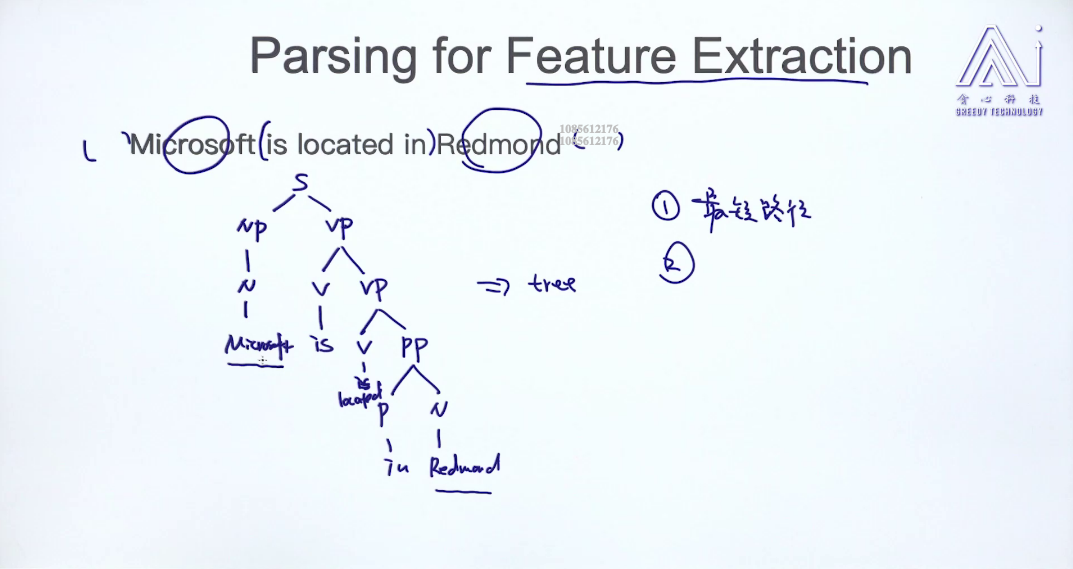 Parsing for Feature Extraction
贪心科技
GREEDY TECHNOLOGY
1085612176
1085612176
Microsoft (is located in) Redmond ( )
S
NP VP
① 最短路径
N V VP
⇒ tree
②
Microsoft is V PP
is
located
P N
in Redmond